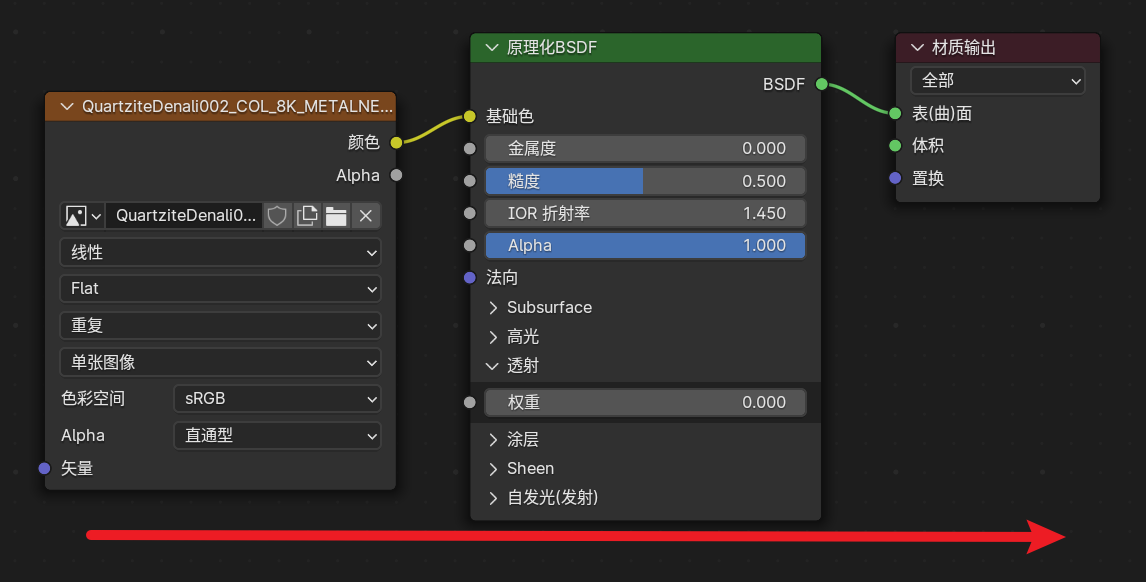 QuartziteDenali002_COL_8K_METALNE...
颜色
Alpha
QuartziteDenali0...
线性
Flat
重复
单张图像
色彩空间 sRGB
Alpha 直通型
矢量
原理化BSDF
BSDF
基础色
金属度 0.000
糙度 0.500
IOR 折射率 1.450
Alpha 1.000
法向
Subsurface
高光
透射
权重 0.000
涂层
Sheen
自发光(发射)
材质输出
全部
表(曲)面
体积
置换